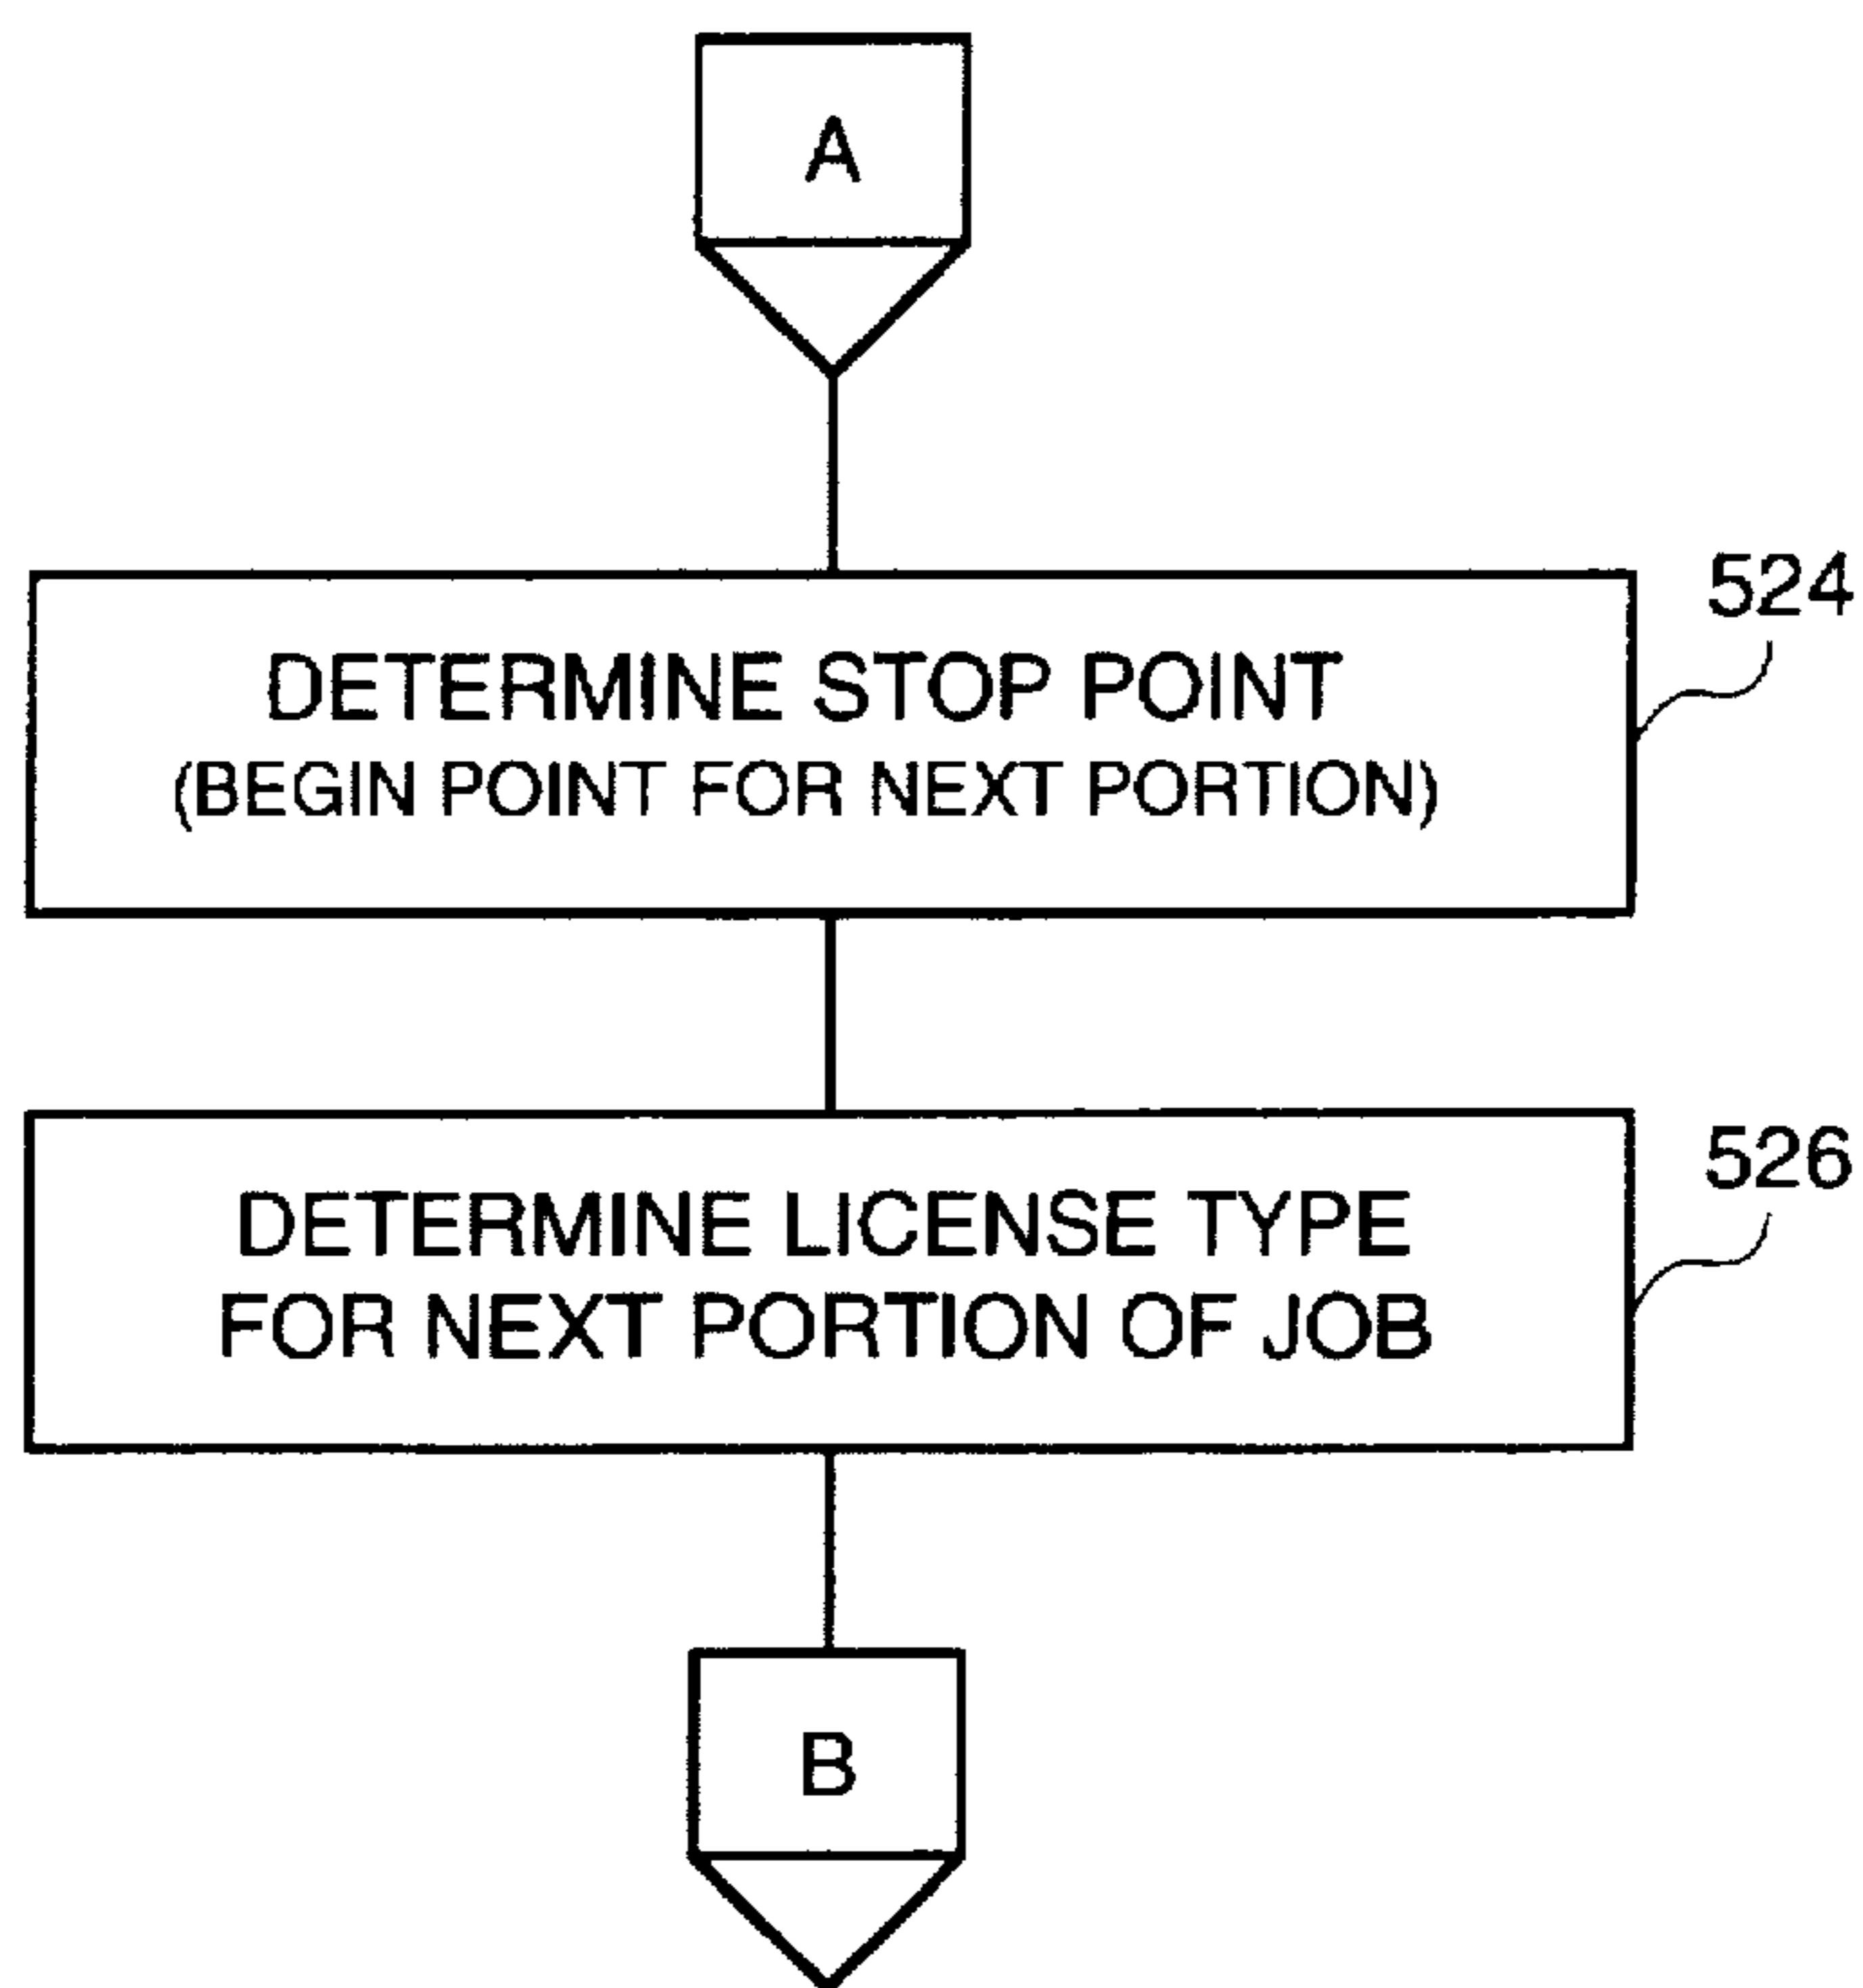 A
524
DETERMINE STOP POINT
(BEGIN POINT FOR NEXT PORTION)
526
DETERMINE LICENSE TYPE
FOR NEXT PORTION OF JOB
B